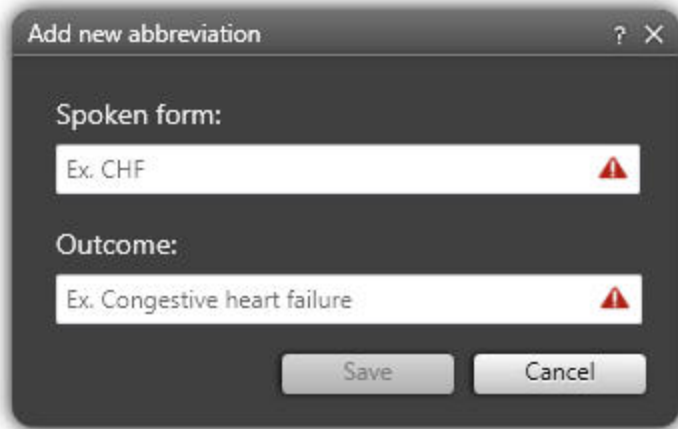 Add new abbreviation ?
Spoken form:
Ex. CHF
Outcome:
Ex. Congestive heart failure
Save Cancel